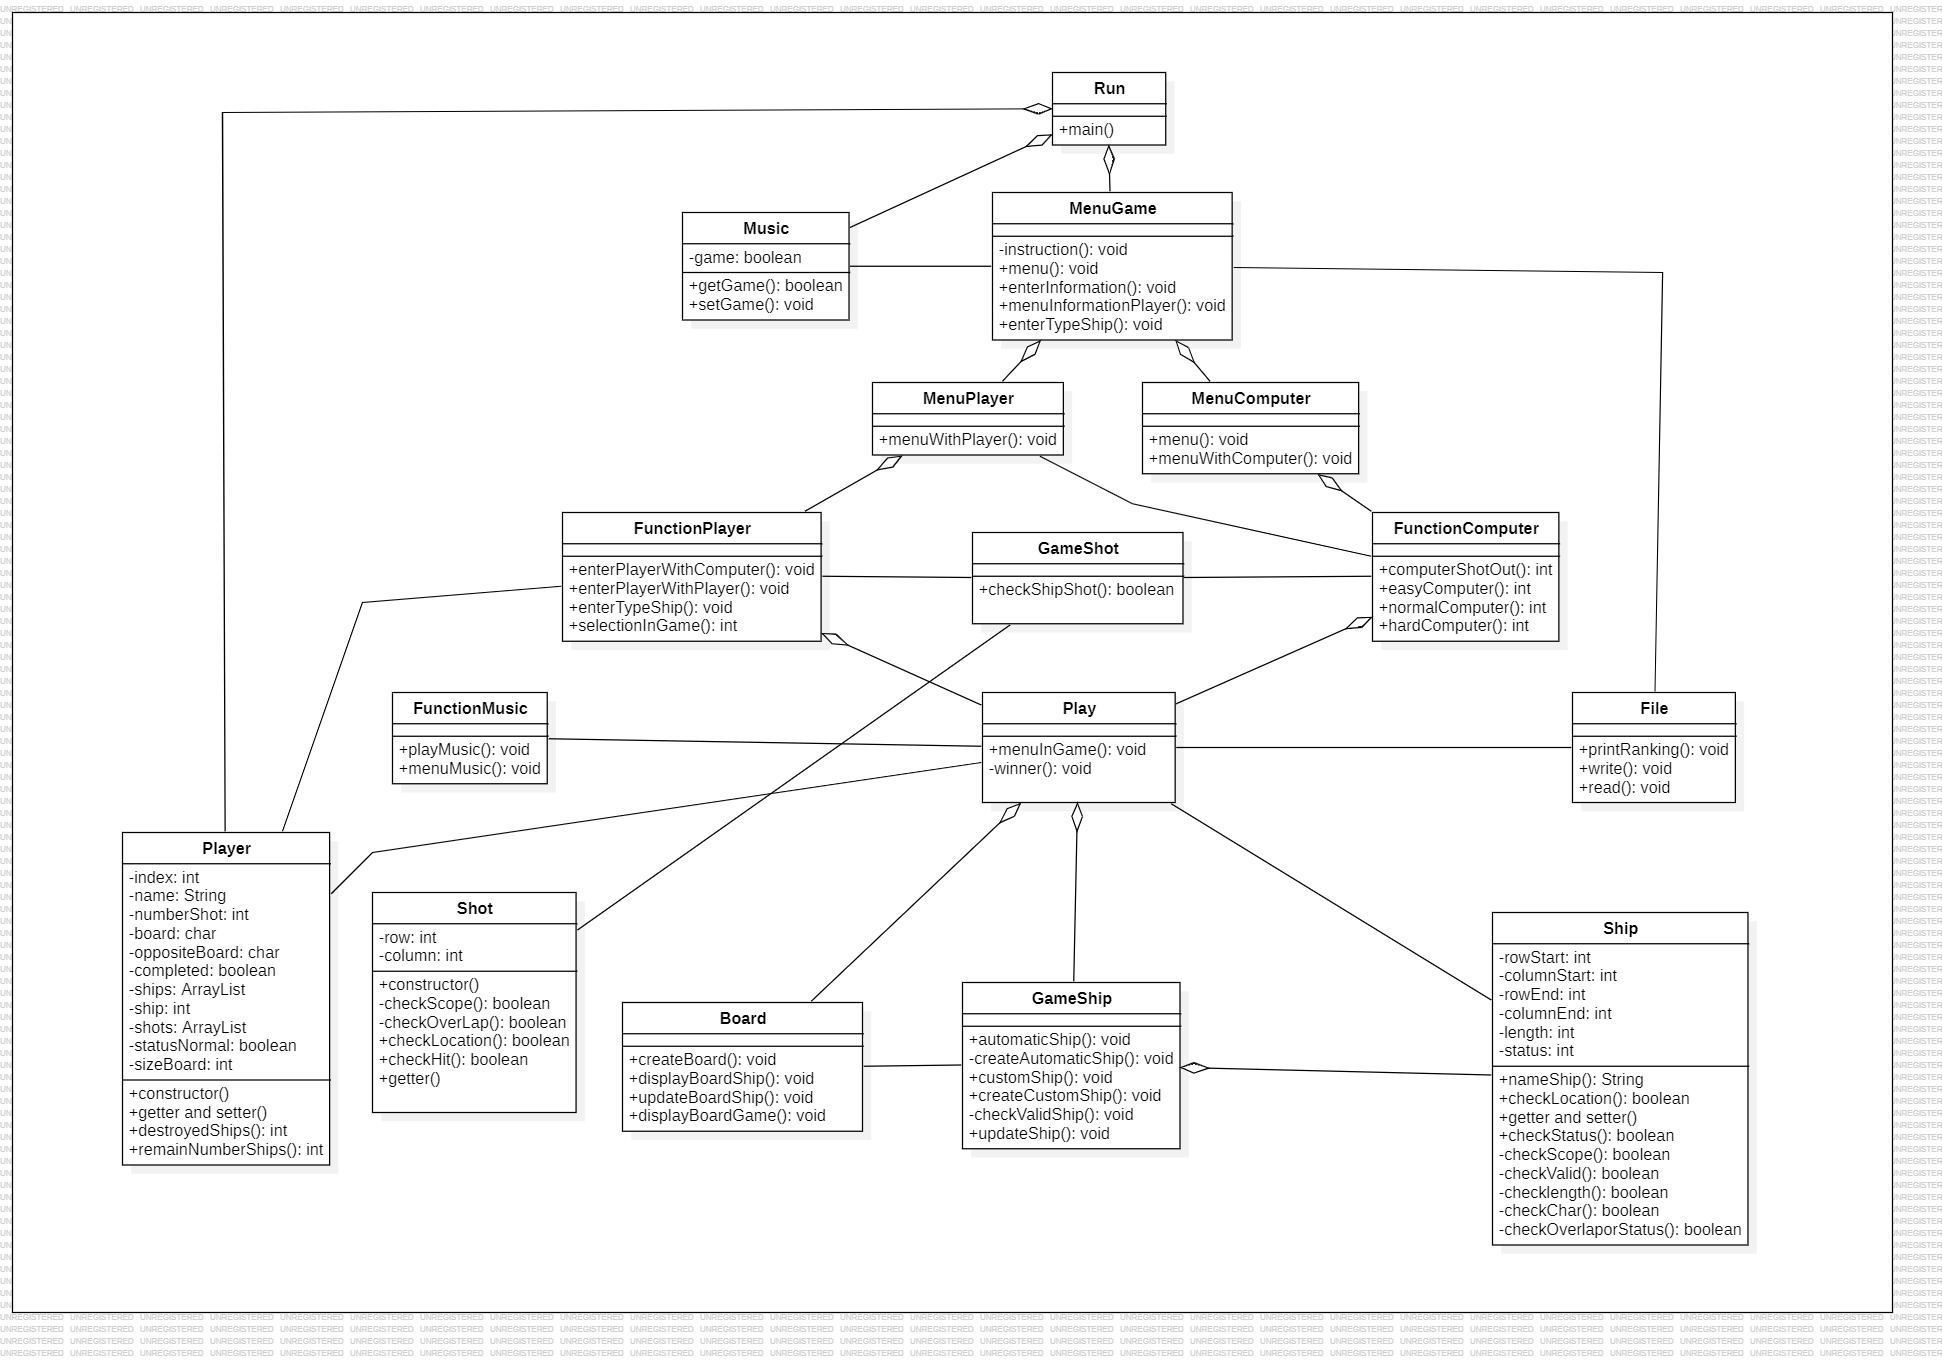 Run
+main()
Music
-game: boolean
+getGame(): boolean
+setGame(): void
MenuGame
-instruction(): void
+menu(): void
+enterInformation(): void
+menuInformationPlayer(): void
+enterTypeShip(): void
MenuPlayer
+menuWithPlayer(): void
MenuComputer
+menu(): void
+menuWithComputer(): void
FunctionPlayer
+enterPlayerWithComputer(): void
+enterPlayerWithPlayer(): void
+enterTypeShip(): void
+selectionInGame(): int
GameShot
+checkShipShot(): boolean
FunctionComputer
+computerShotOut(): int
+easyComputer(): int
+normalComputer(): int
+hardComputer(): int
FunctionMusic
+playMusic(): void
+menuMusic(): void
Play
+menuInGame(): void
-winner(): void
File
+printRanking(): void
+write(): void
+read(): void
Player
-index: int
-name: String
-numberShot: int
-board: char
-oppositeBoard: char
-completed: boolean
-ships: ArrayList
-ship: int
-shots: ArrayList
-statusNormal: boolean
-sizeBoard: int
+constructor()
+getter and setter()
+destroyedShips(): int
+remainNumberShips(): int
Shot
-row: int
-column: int
+constructor()
-checkScope(): boolean
-checkOverLap(): boolean
+checkLocation(): boolean
+checkHit(): boolean
+getter()
Board
+createBoard(): void
+displayBoardShip(): void
+updateBoardShip(): void
+displayBoardGame(): void
GameShip
+automaticShip(): void
-createAutomaticShip(): void
+customShip(): void
+createCustomShip(): void
-checkValidShip(): void
+updateShip(): void
Ship
-rowStart: int
-columnStart: int
-rowEnd: int
-columnEnd: int
-length: int
-status: int
+nameShip(): String
+checkLocation(): boolean
+getter and setter()
+checkStatus(): boolean
-checkScope(): boolean
-checkValid(): boolean
-checklength(): boolean
-checkChar(): boolean
-checkOverlaporStatus(): boolean